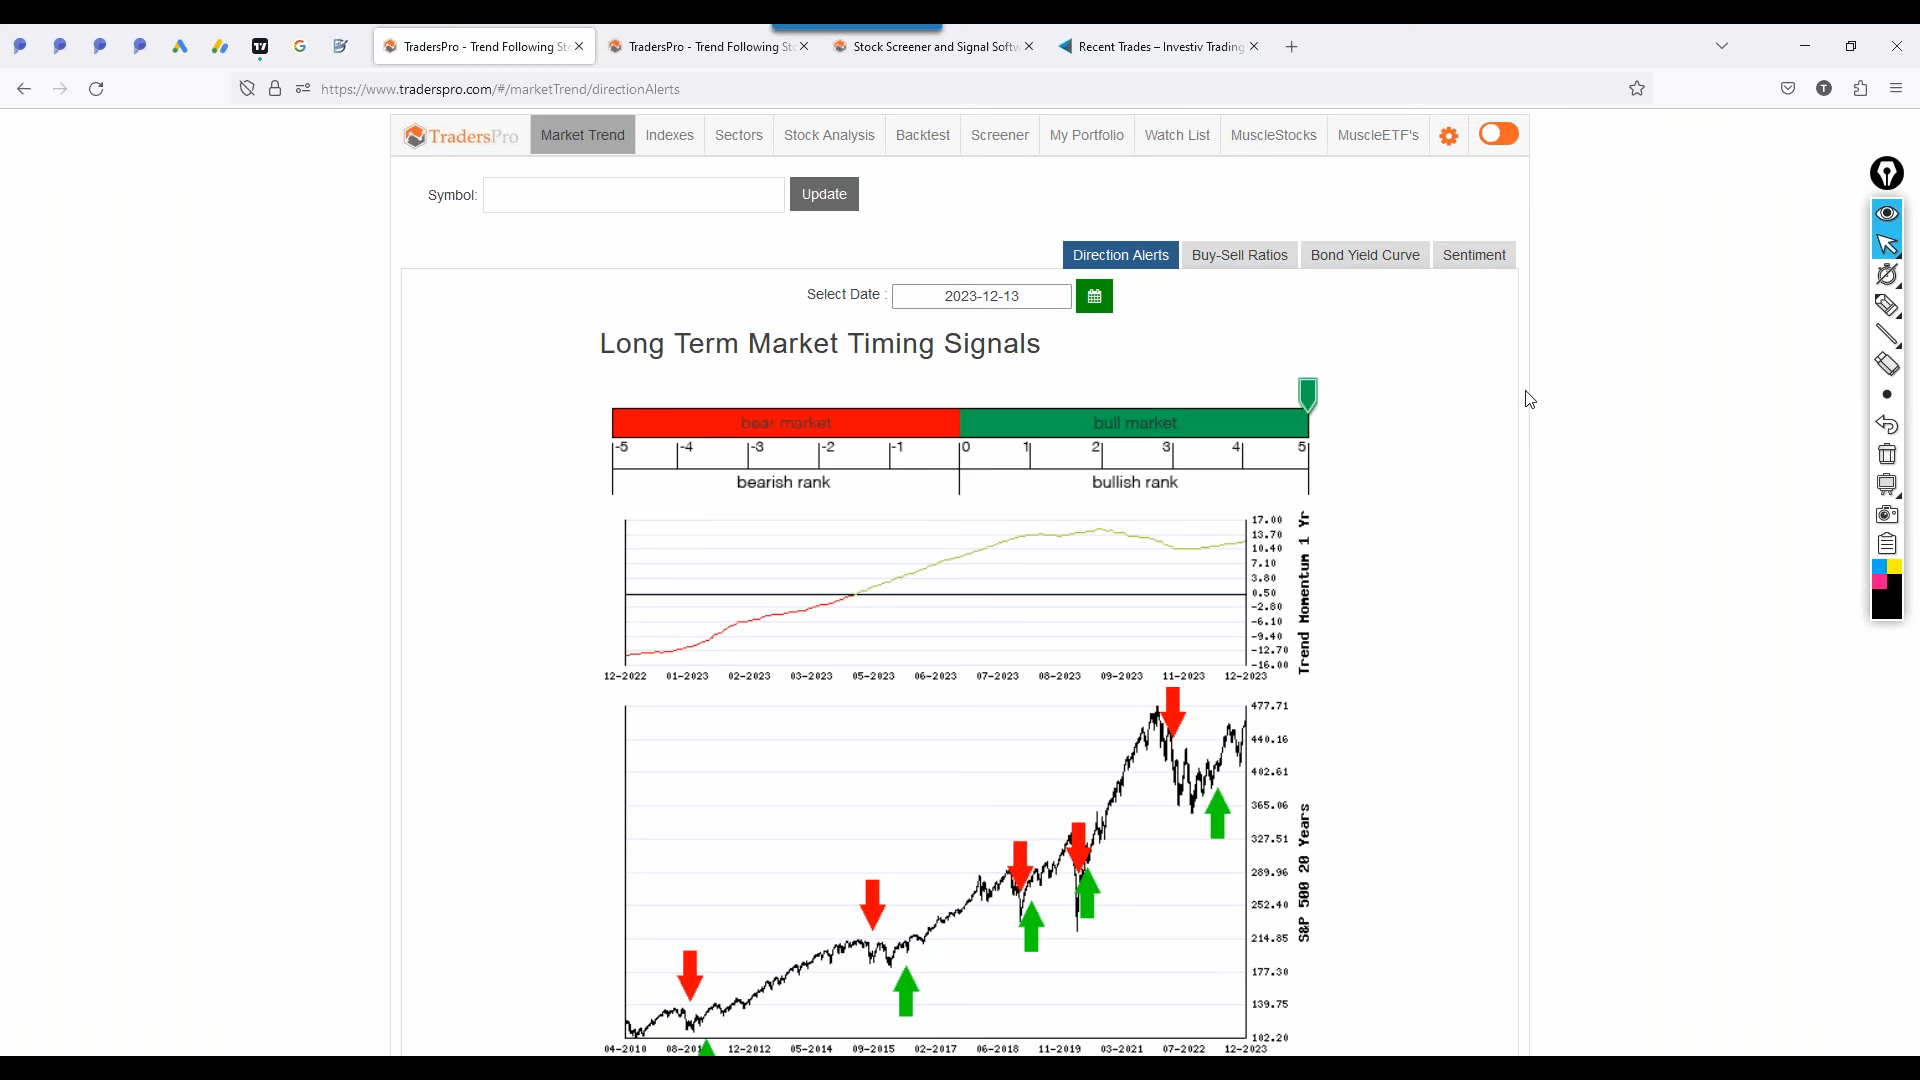 TradersPro - Trend Following St
TradersPro - Trend Following St
Stock Screener and Signal Softw
Recent Trades – Investiv Trading
https://www.traderspro.com/#/marketTrend/directionAlerts
TradersPro
Market Trend
Indexes
Sectors
Stock Analysis
Backtest
Screener
My Portfolio
Watch List
MuscleStocks
MuscleETF's
Symbol:
Update
Direction Alerts
Buy-Sell Ratios
Bond Yield Curve
Sentiment
Select Date :
2023-12-13
Long Term Market Timing Signals
bear market
bull market
-5 -4 -3 -2 -1 0 1 2 3 4 5
bearish rank
bullish rank
17.00
13.70
10.40
7.10
3.80
0.50
-2.80
-6.10
-9.40
-12.70
-16.00
Trend Momentum 1 Yr
12-2022 01-2023 02-2023 03-2023 05-2023 06-2023 07-2023 08-2023 09-2023 11-2023 12-2023
477.71
440.16
402.61
365.06
327.51
289.96
252.40
214.85
177.30
139.75
102.20
S&P 500 20 Years
04-2010 08-201 12-2012 05-2014 09-2015 02-2017 06-2018 11-2019 03-2021 07-2022 12-2023